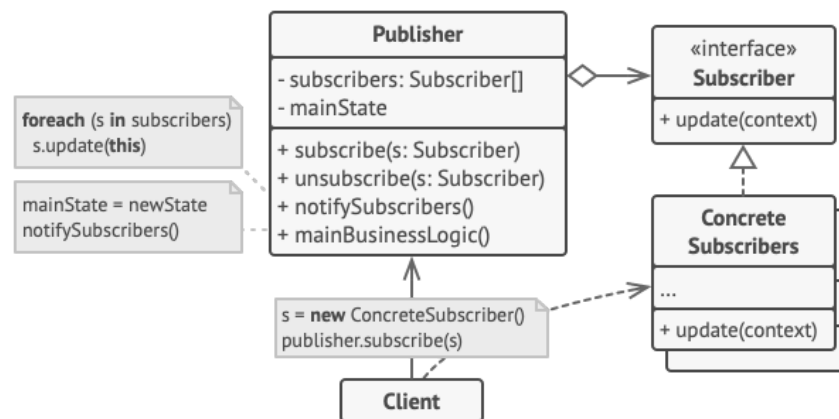 Publisher
- subscribers: Subscriber[]
- mainState
+ subscribe(s: Subscriber)
+ unsubscribe(s: Subscriber)
+ notifySubscribers()
+ mainBusinessLogic()
foreach (s in subscribers)
s.update(this)
mainState = newState
notifySubscribers()
«interface»
Subscriber
+ update(context)
Concrete
Subscribers
...
+ update(context)
s = new ConcreteSubscriber()
publisher.subscribe(s)
Client